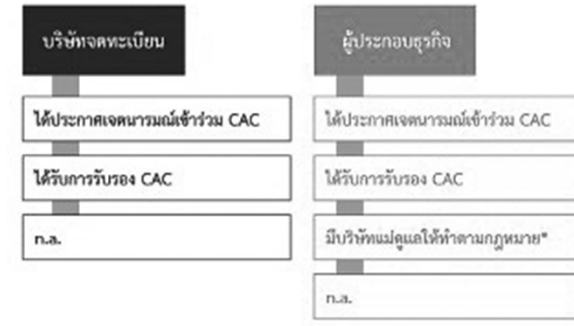 บริษัทจดทะเบียน
ได้ประกาศเจตนารมณ์เข้าร่วม CAC
ได้รับการรับรอง CAC
n.a.
ผู้ประกอบธุรกิจ
ได้ประกาศเจตนารมณ์เข้าร่วม CAC
ได้รับการรับรอง CAC
มีบริษัทแม่ดูแลให้ทำตามกฎหมาย*
n.a.